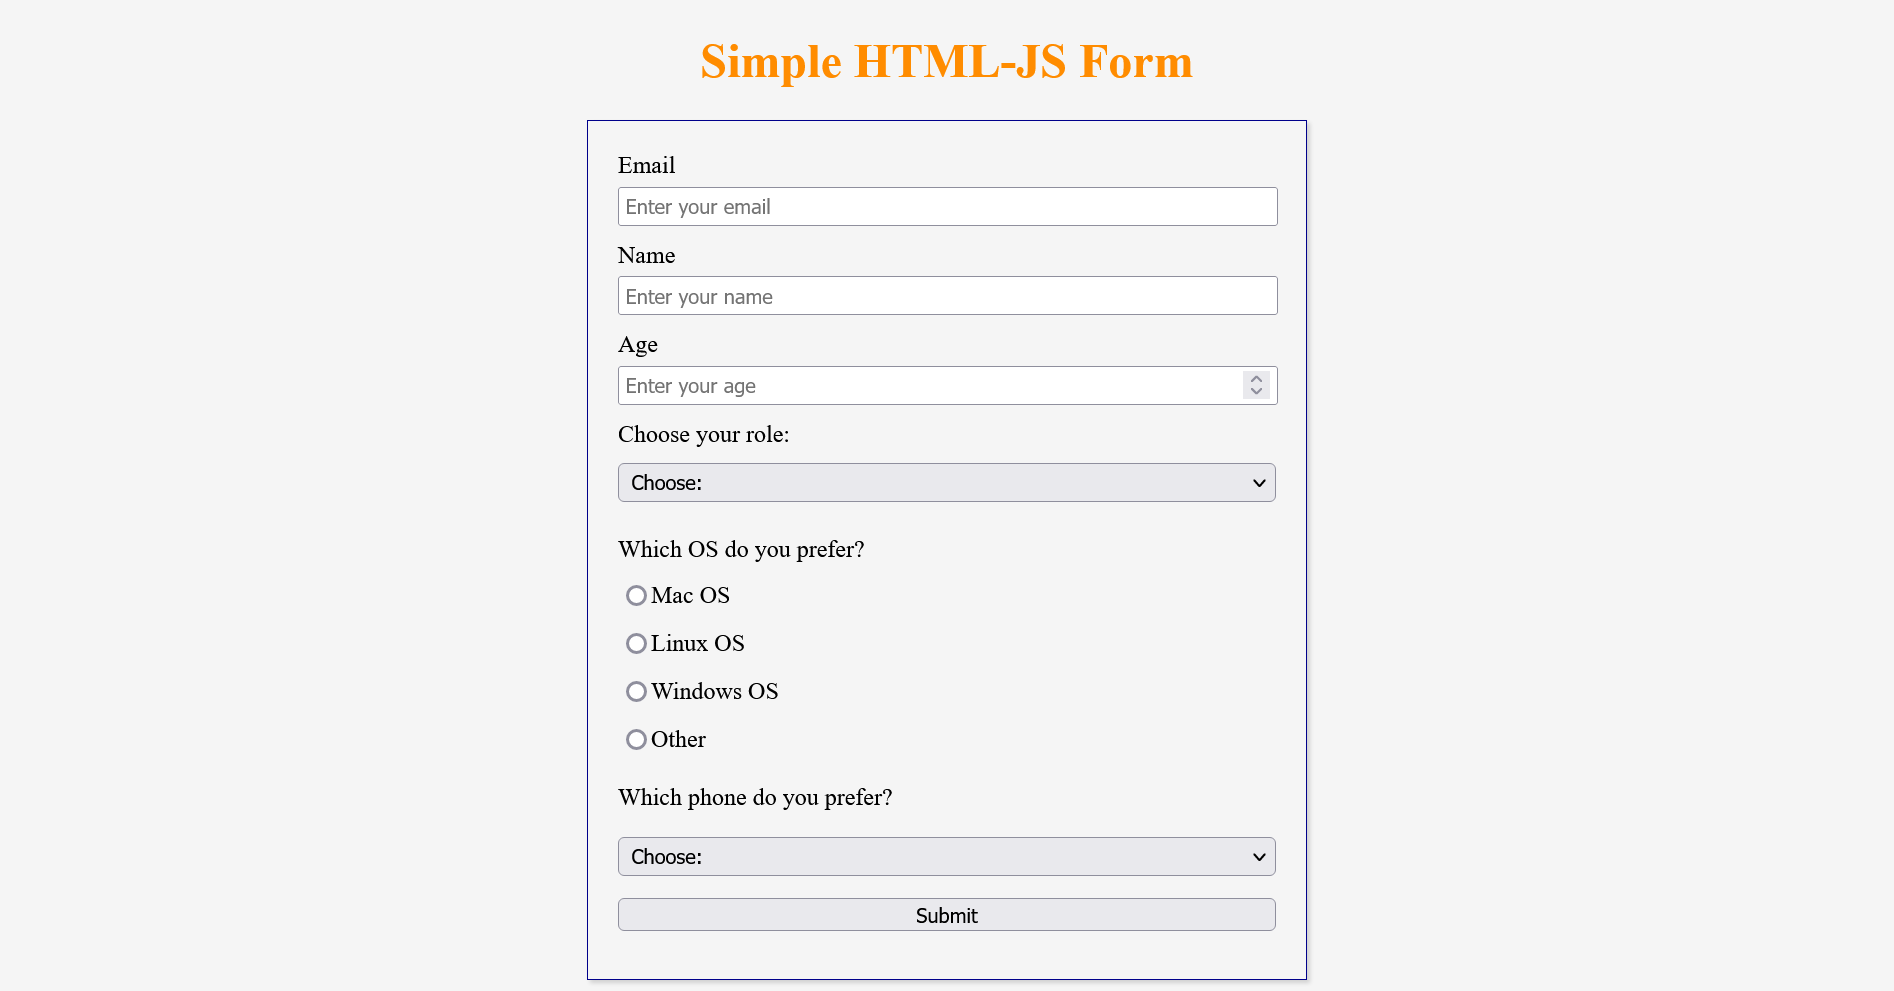 Simple HTML-JS Form
Email
Enter your email
Name
Enter your name
Age
Enter your age
Choose your role:
Choose:
Which OS do you prefer?
Mac OS
Linux OS
Windows OS
Other
Which phone do you prefer?
Choose:
Submit